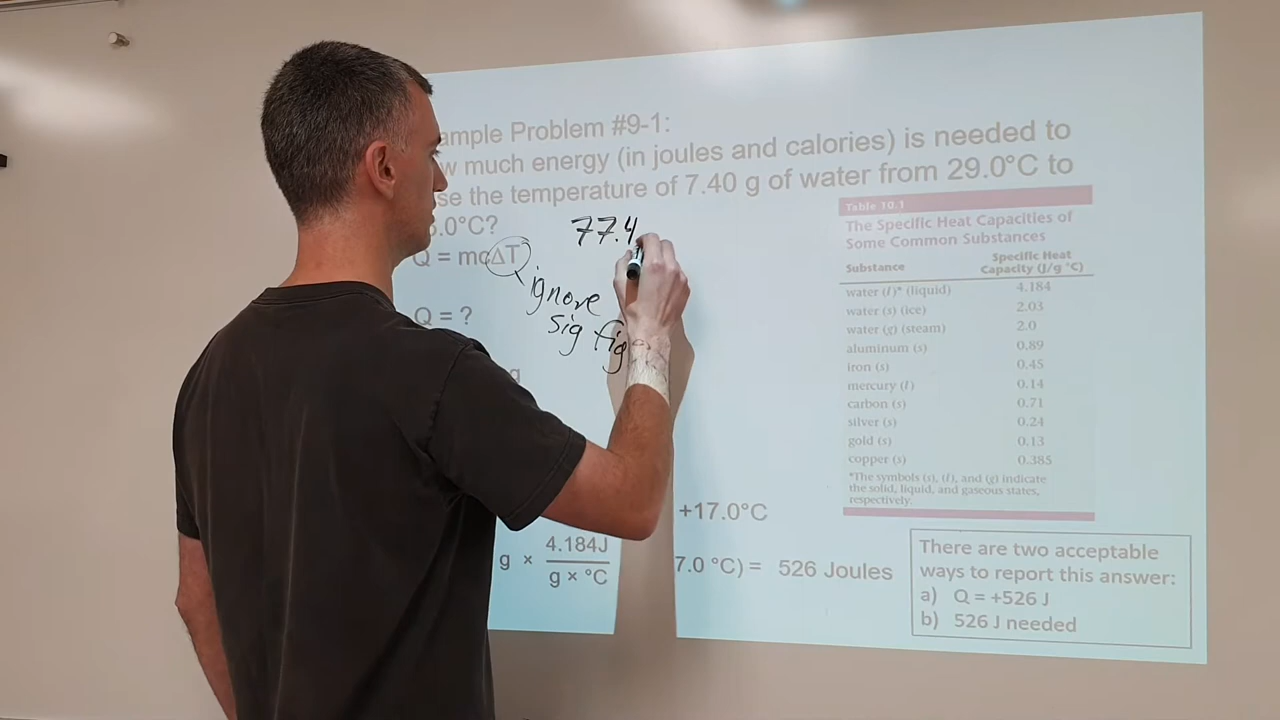 ample Problem #9-1:
w much energy (in joules and calories) is needed to
se the temperature of 7.40 g of water from 29.0°C to
.0°C?
Q = mcΔT
77.4
ignore
sig fig
Q = ?
g
+17.0°C
g × 4.184J
g × °C
7.0 °C) = 526 Joules
Table 10.1
The Specific Heat Capacities of
Some Common Substances
Substance Specific Heat
Capacity (J/g °C)
water (ℓ)* (liquid) 4.184
water (s) (ice) 2.03
water (g) (steam) 2.0
aluminum (s) 0.89
iron (s) 0.45
mercury (ℓ) 0.14
carbon (s) 0.71
silver (s) 0.24
gold (s) 0.13
copper (s) 0.385
*The symbols (s), (ℓ), and (g) indicate
the solid, liquid, and gaseous states,
respectively.
There are two acceptable
ways to report this answer:
a) Q = +526 J
b) 526 J needed